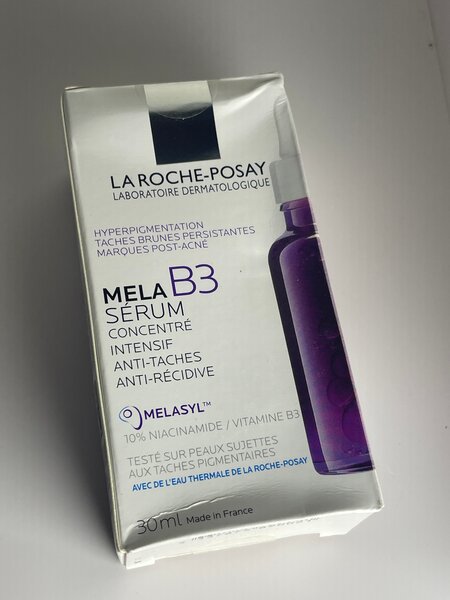 LA ROCHE-POSAY
LABORATOIRE DERMATOLOGIQUE
HYPERPIGMENTATION
TACHES BRUNES PERSISTANTES
MARQUES POST-ACNÉ
MELA B3
SÉRUM
CONCENTRÉ
INTENSIF
ANTI-TACHES
ANTI-RÉCIDIVE
MELASYL™
10% NIACINAMIDE / VITAMINE B3
TESTÉ SUR PEAUX SUJETTES
AUX TACHES PIGMENTAIRES
AVEC DE L'EAU THERMALE DE LA ROCHE-POSAY
30ml Made in France